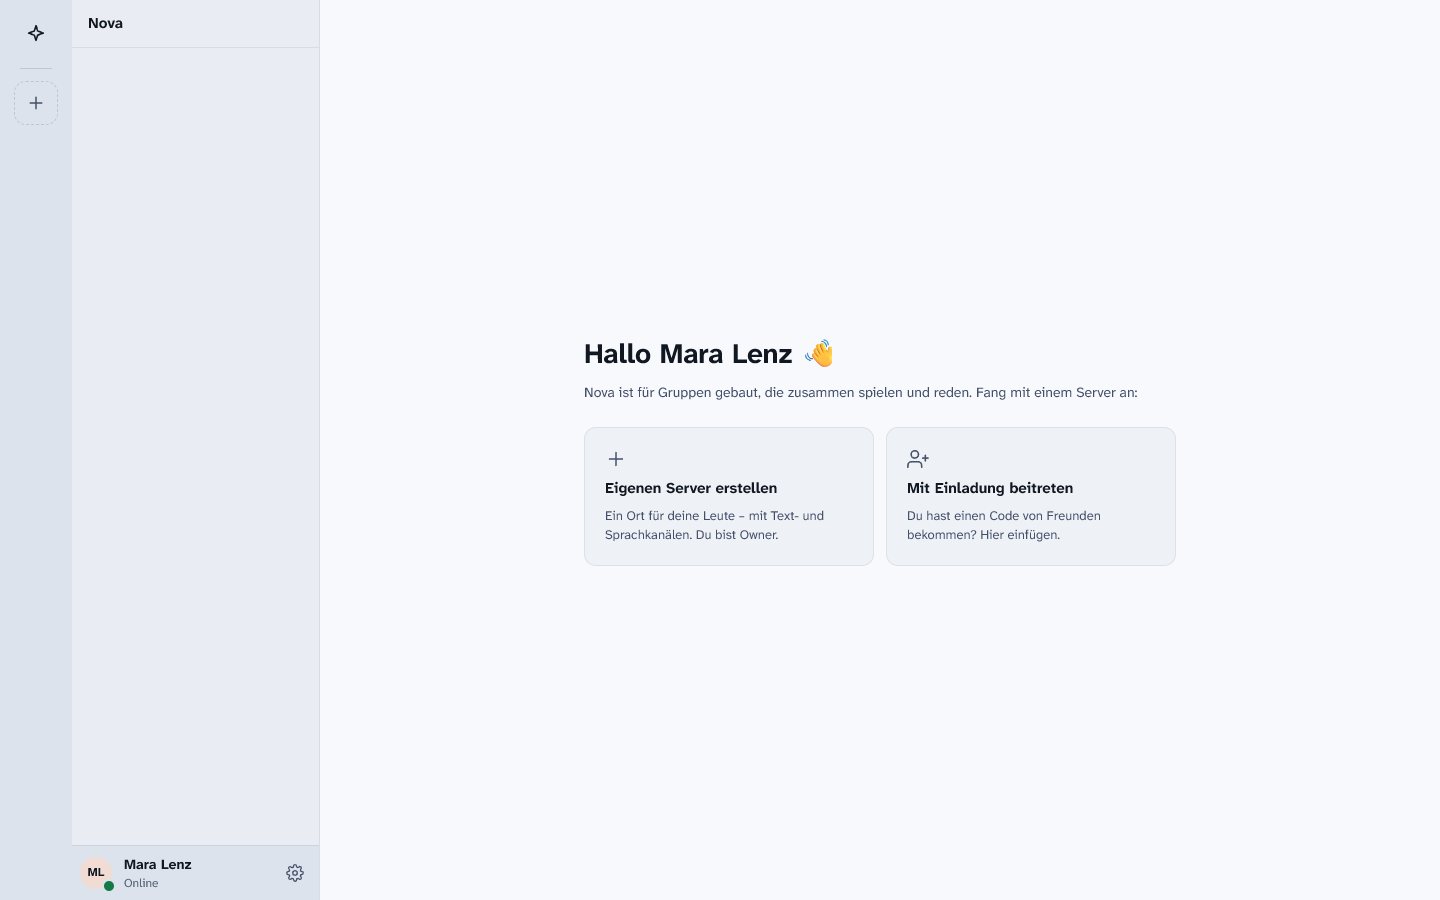 Nova
Hallo Mara Lenz 👋
Nova ist für Gruppen gebaut, die zusammen spielen und reden. Fang mit einem Server an:
Eigenen Server erstellen
Ein Ort für deine Leute – mit Text- und
Sprachkanälen. Du bist Owner.
Mit Einladung beitreten
Du hast einen Code von Freunden
bekommen? Hier einfügen.
ML
Mara Lenz
Online